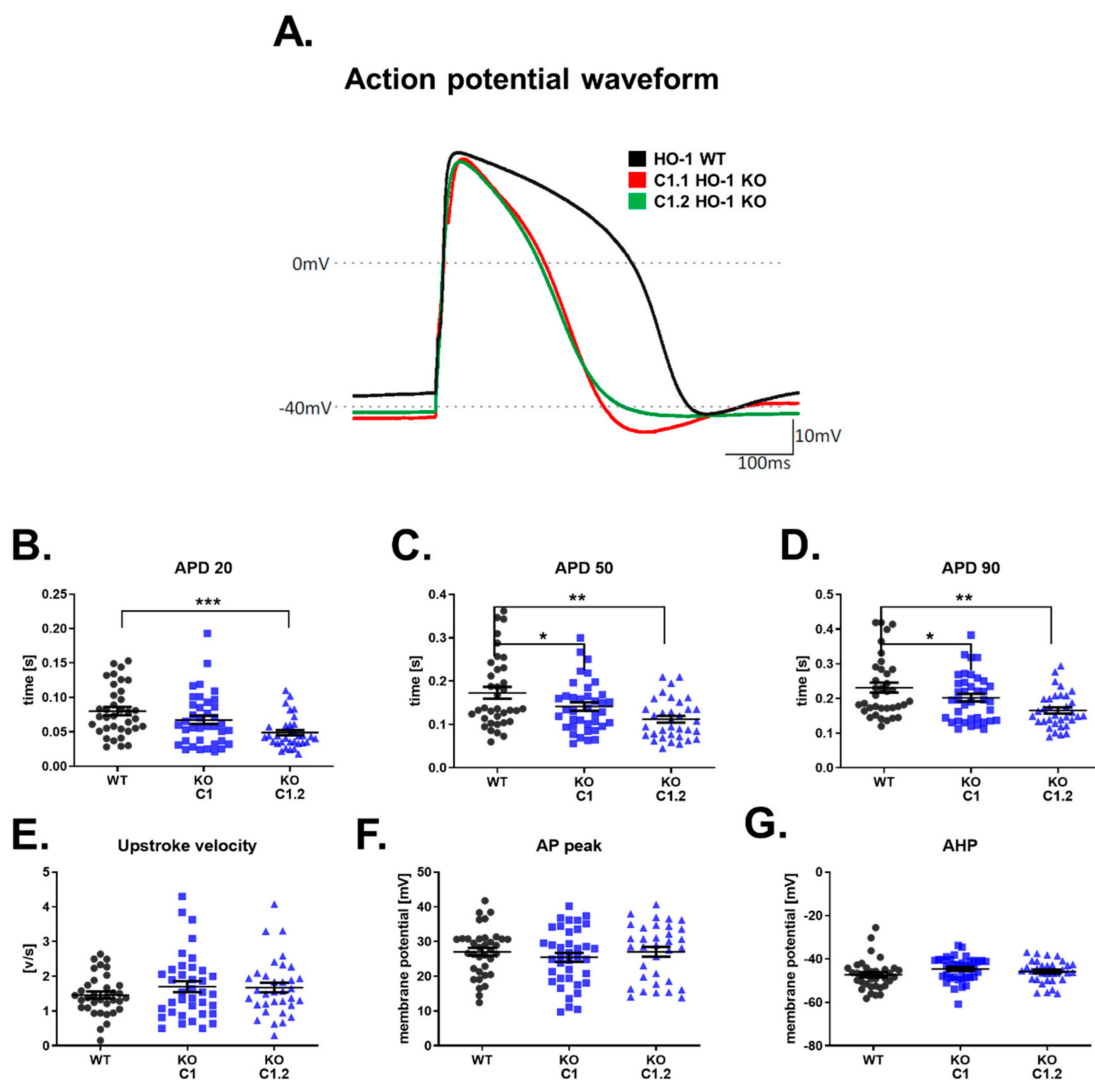 A.
Action potential waveform
HO-1 WT
C1.1 HO-1 KO
C1.2 HO-1 KO
0mV
-40mV
10mV
100ms
B.
APD 20
time [s]
0.25
0.20
0.15
0.10
0.05
0.00
***
WT
KO
C1
KO
C1.2
C.
APD 50
time [s]
0.4
0.3
0.2
0.1
0.0
**
*
WT
KO
C1
KO
C1.2
D.
APD 90
time [s]
0.5
0.4
0.3
0.2
0.1
0.0
**
*
WT
KO
C1
KO
C1.2
E.
Upstroke velocity
[v/s]
5
4
3
2
1
0
WT
KO
C1
KO
C1.2
F.
AP peak
membrane potential [mV]
50
40
30
20
10
0
WT
KO
C1
KO
C1.2
G.
AHP
membrane potential [mV]
0
-20
-40
-60
-80
WT
KO
C1
KO
C1.2